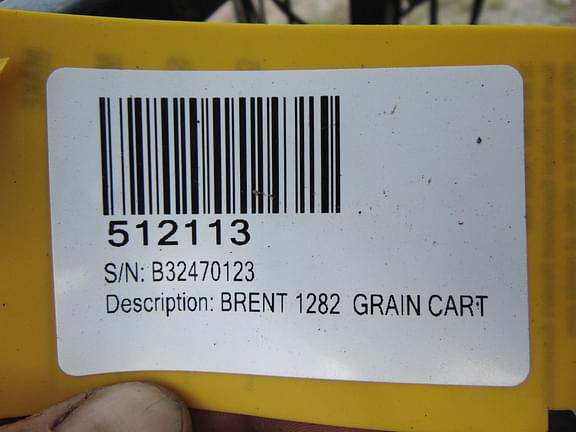 512113
S/N: B32470123
Description: BRENT 1282 GRAIN CART